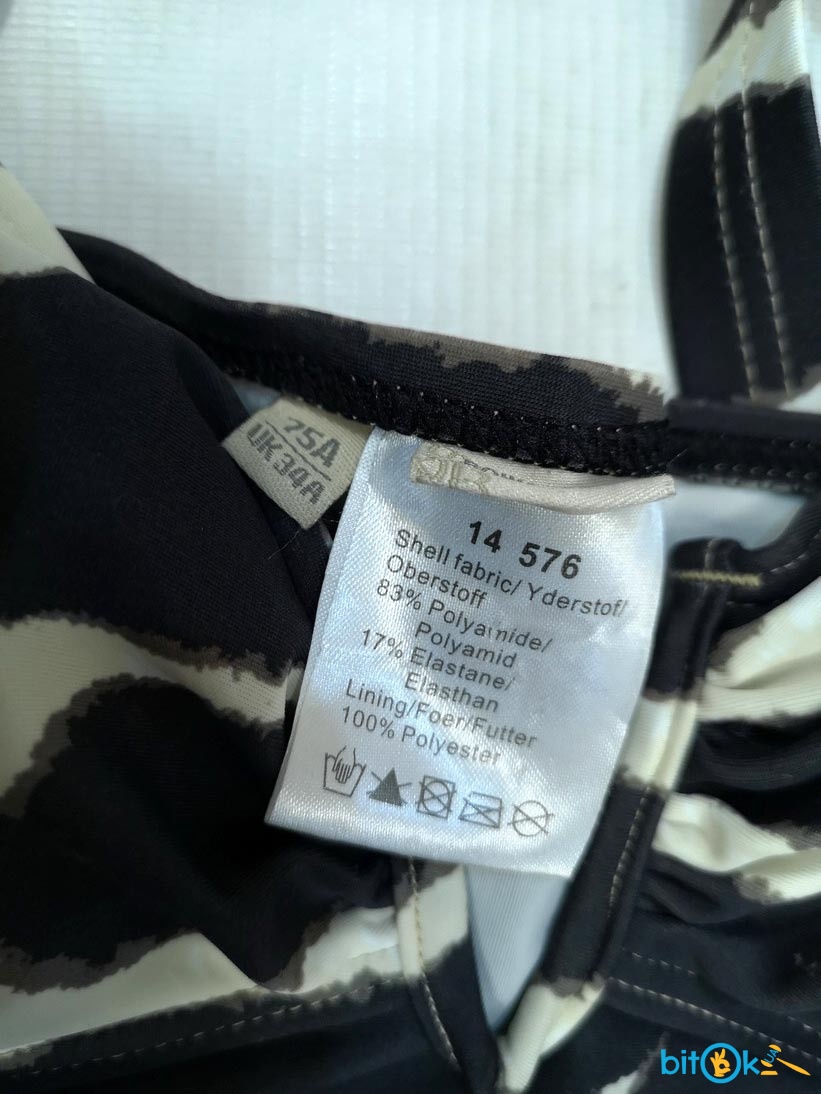 75A
UK34A
14 576
Shell fabric/ Yderstof/
Oberstoff
83% Polyamide/
Polyamid
17% Elastane/
Elasthan
Lining/Foer/Futter
100% Polyester
bitOk
UA